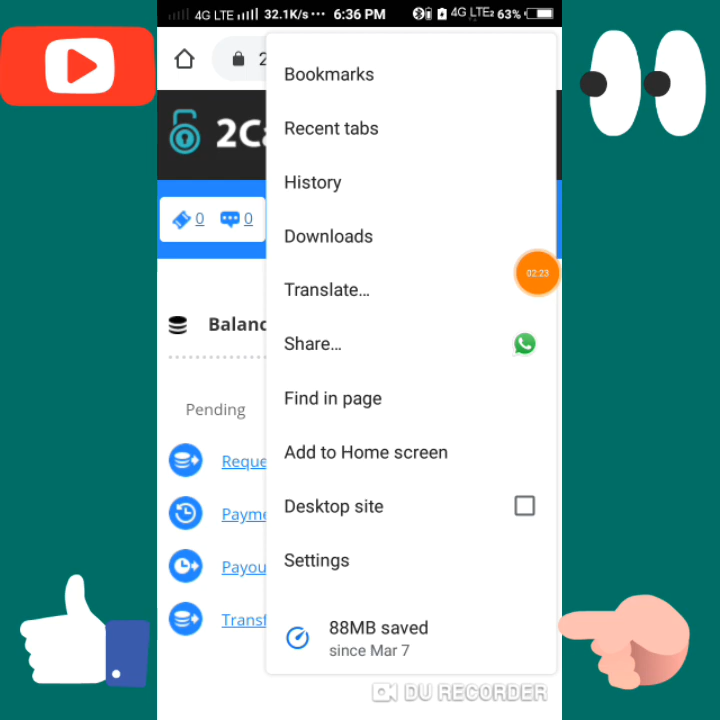 4G LTE 32.1K/s··· 6:36 PM 4G LTE2 63%
2
Bookmarks
Recent tabs
2Ca
History
0 0
Downloads
02:23
Translate...
Balanc
Share...
Find in page
Pending
Add to Home screen
Reque
Desktop site
Payme
Settings
Payou
88MB saved
Transf
since Mar 7
DU RECORDER